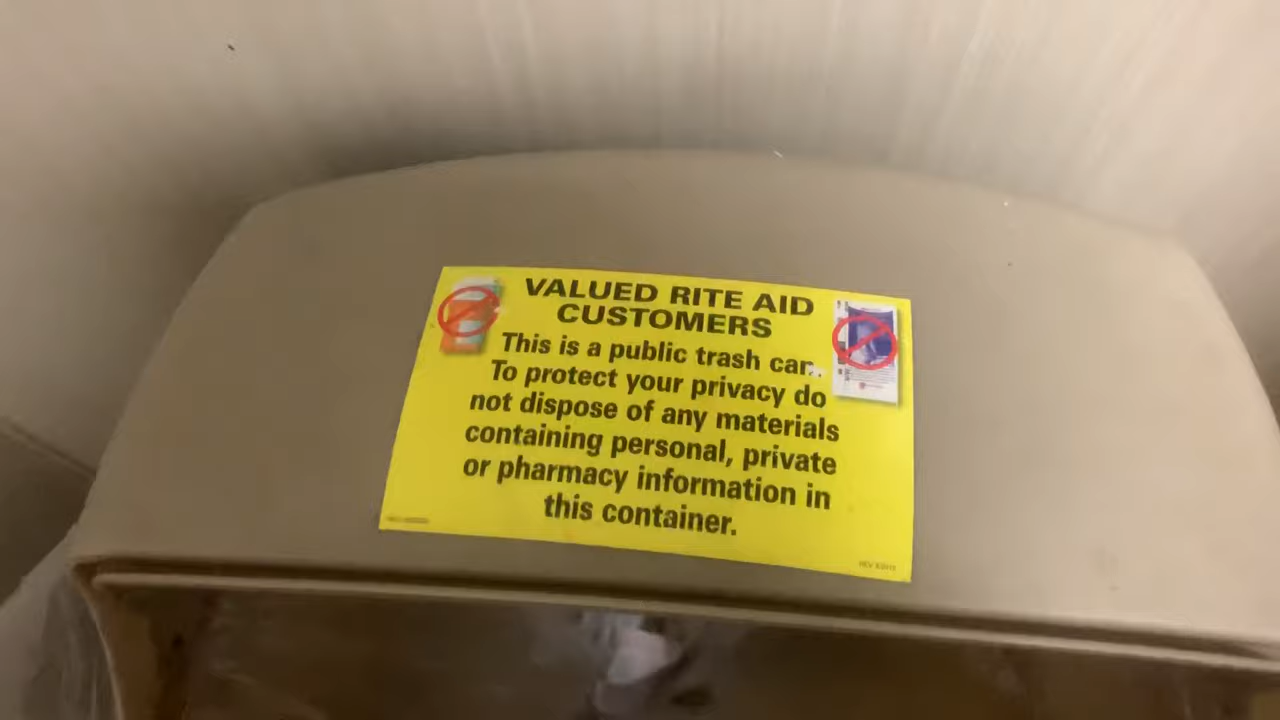 VALUED RITE AID
CUSTOMERS
This is a public trash can.
To protect your privacy do
not dispose of any materials
containing personal, private
or pharmacy information in
this container.